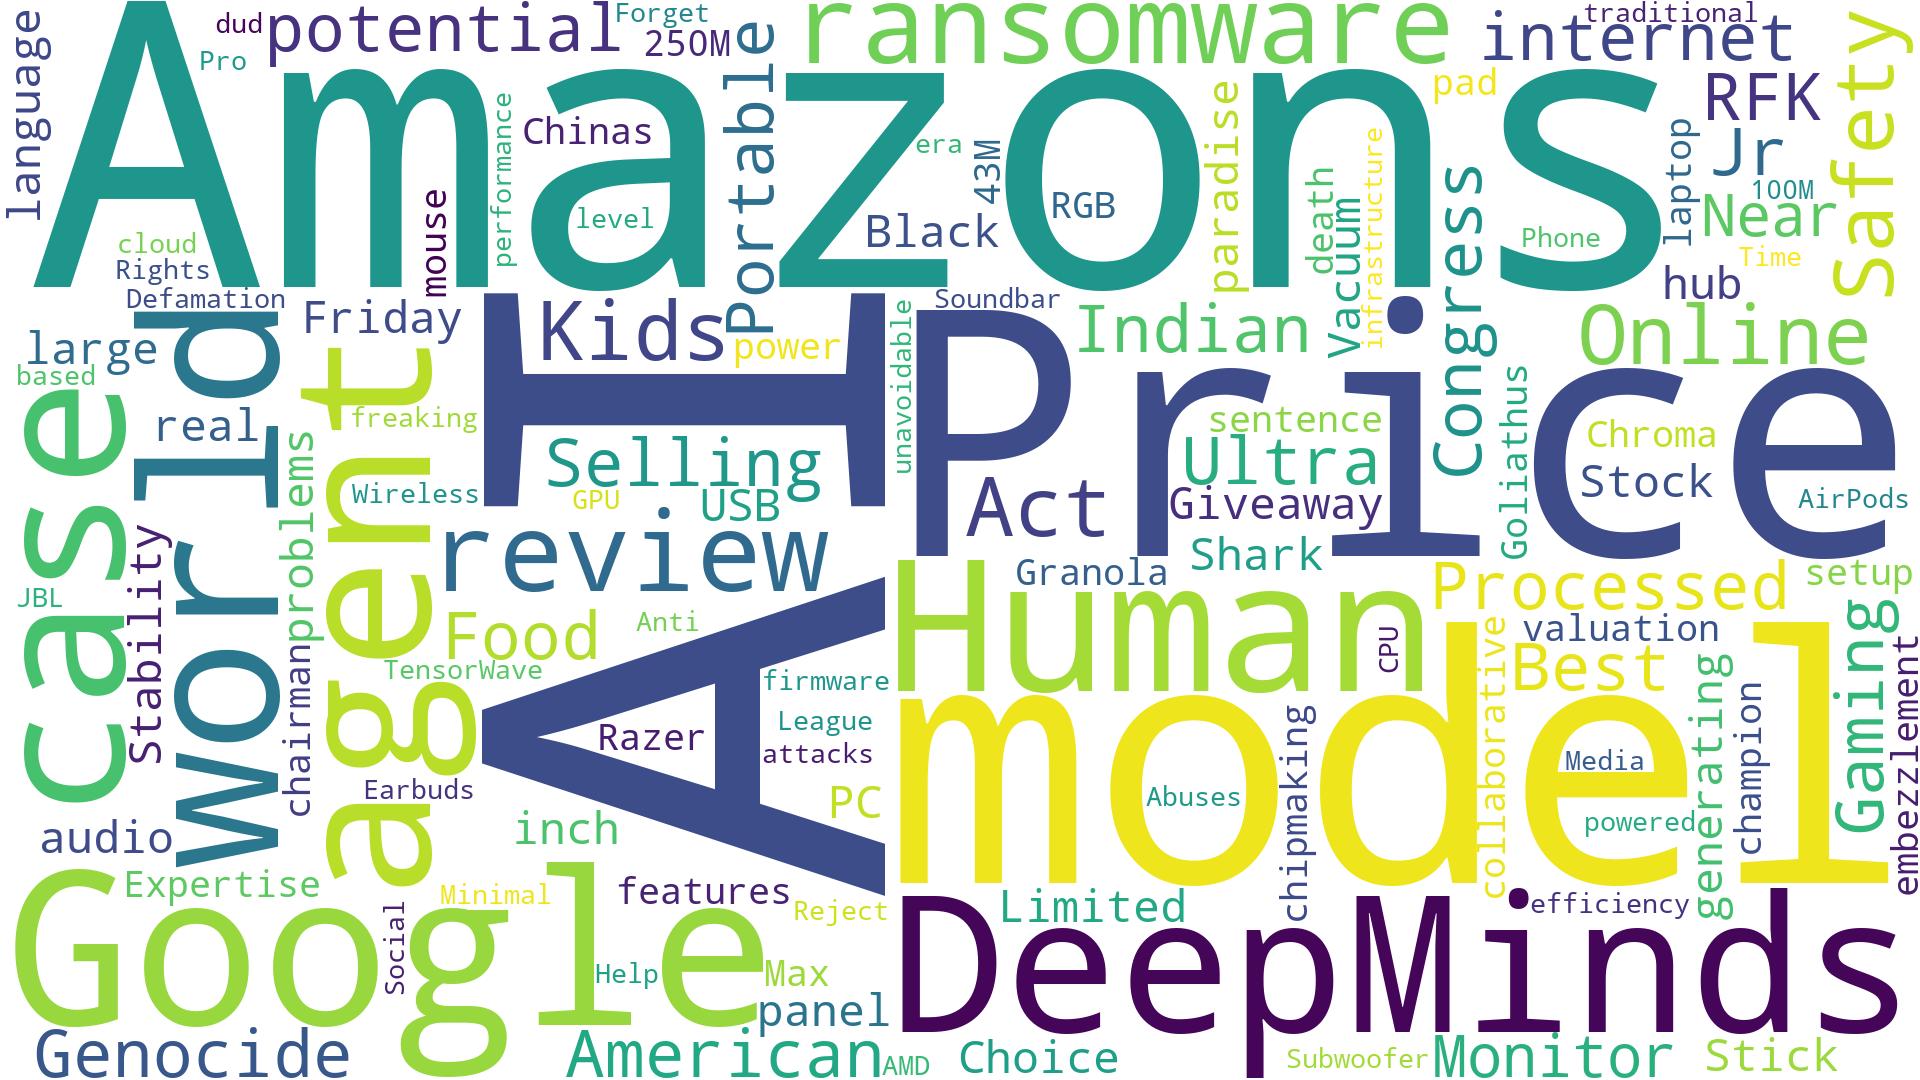 language
dud
potential
Forget
250M
Pro
Portable
ransomware
traditional
internet
Safety
Amazons
Chinas
performance
mouse
level
era
43M
RGB
Black
paradise
pad
death
Vacuum
infrastructure
Congress
RFK
Jr
laptop
100M
Near
Time
Phone
hub
cloud
Rights
Defamation
Friday
Kids
power
Soundbar
unavoidable
Indian
Online
large
based
real
world
case
agent
freaking
Wireless
problems
AI
Selling
GPU
USB
Price
sentence
Ultra
Giveaway
Act
Shark
Goliathus
Chroma
Stock
AirPods
review
JBL
Stability
chairman
Food
Anti
TensorWave
Razer
firmware
League
attacks
Granola
Human
CPU
Processed
setup
valuation
Best
Gaming
embezzlement
model
Abuses
chipmaking
collaborative
Media
powered
generating
champion
Earbuds
PC
inch
audio
Expertise
Google
Social
Minimal
features
Reject
Help
Max
panel
Limited
efficiency
DeepMinds
Genocide
American
AMD
Choice
Subwoofer
Monitor
Stick